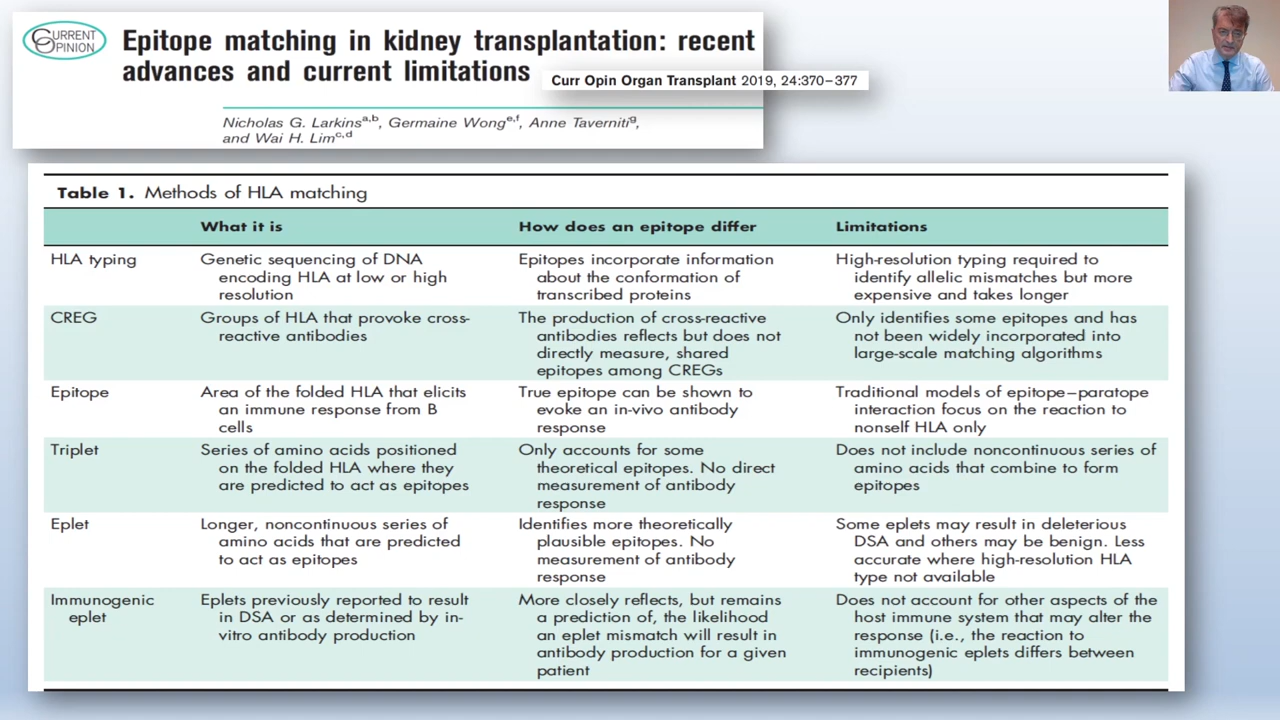 CURRENT
OPINION
Epitope matching in kidney transplantation: recent
advances and current limitations
Curr Opin Organ Transplant 2019, 24:370–377
Nicholas G. Larkinsa,b, Germaine Wonge,f, Anne Tavernitig,
and Wai H. Limc,d
Table 1. Methods of HLA matching
What it is How does an epitope differ Limitations
HLA typing Genetic sequencing of DNA Epitopes incorporate information High-resolution typing required to
encoding HLA at low or high about the conformation of identify allelic mismatches but more
resolution transcribed proteins expensive and takes longer
CREG Groups of HLA that provoke cross- The production of cross-reactive Only identifies some epitopes and has
reactive antibodies antibodies reflects but does not not been widely incorporated into
directly measure, shared large-scale matching algorithms
epitopes among CREGs
Epitope Area of the folded HLA that elicits True epitope can be shown to Traditional models of epitope–paratope
an immune response from B evoke an in-vivo antibody interaction focus on the reaction to
cells response nonself HLA only
Triplet Series of amino acids positioned Only accounts for some Does not include noncontinuous series of
on the folded HLA where they theoretical epitopes. No direct amino acids that combine to form
are predicted to act as epitopes measurement of antibody epitopes
response
Eplet Longer, noncontinuous series of Identifies more theoretically Some eplets may result in deleterious
amino acids that are predicted plausible epitopes. No DSA and others may be benign. Less
to act as epitopes measurement of antibody accurate where high-resolution HLA
response type not available
Immunogenic Eplets previously reported to result More closely reflects, but remains Does not account for other aspects of the
eplet in DSA or as determined by in- a prediction of, the likelihood host immune system that may alter the
vitro antibody production an eplet mismatch will result in response (i.e., the reaction to
antibody production for a given immunogenic eplets differs between
patient recipients)